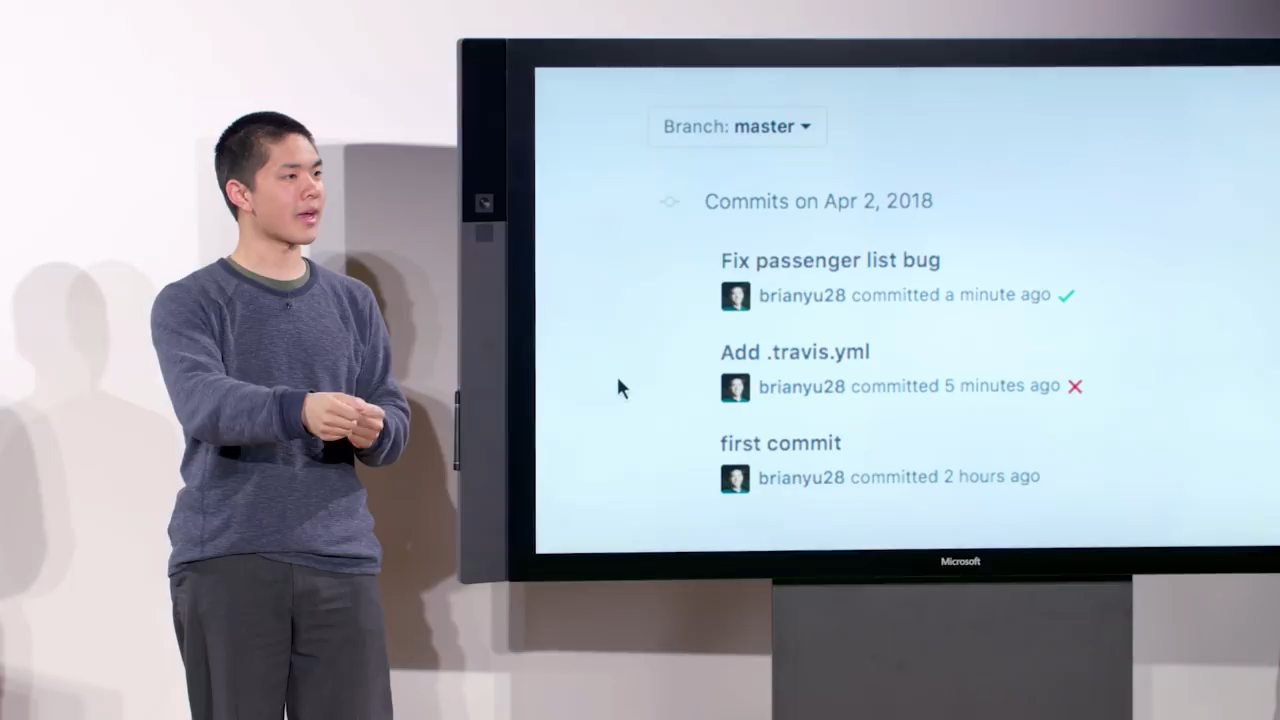 Branch: master
Commits on Apr 2, 2018
Fix passenger list bug
brianyu28 committed a minute ago
Add .travis.yml
brianyu28 committed 5 minutes ago
first commit
brianyu28 committed 2 hours ago
Microsoft